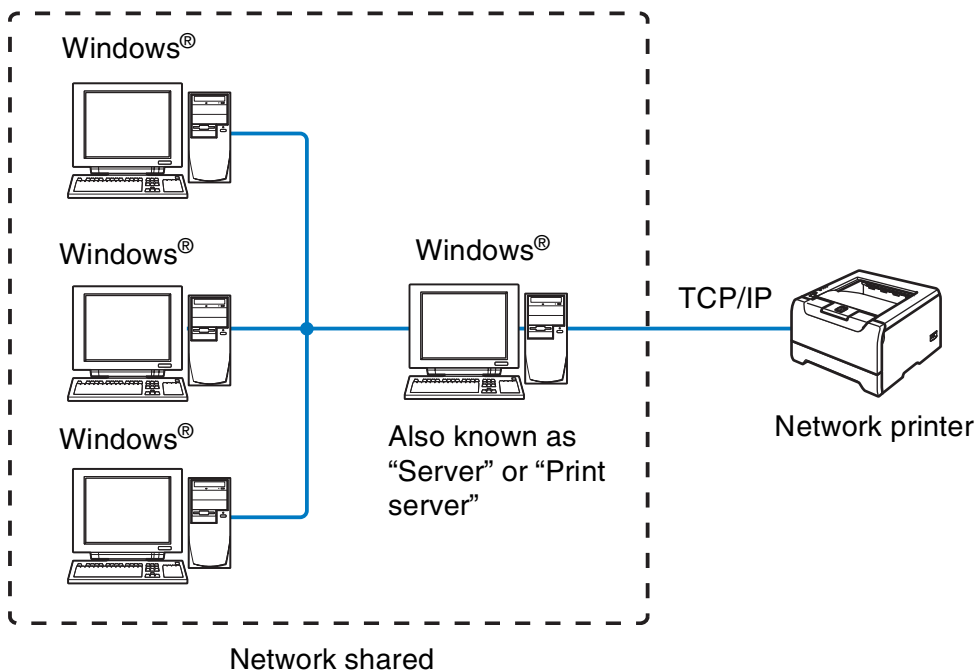 Windows®
Windows®
Windows®
Windows®
Also known as
“Server” or “Print
server”
TCP/IP
Network printer
Network shared